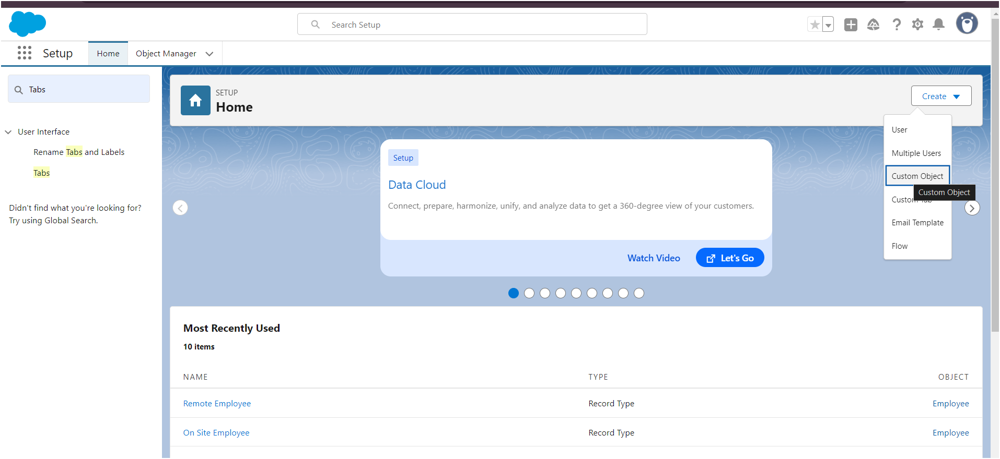 Search Setup
Setup
Home
Object Manager
Tabs
User Interface
Rename Tabs and Labels
Tabs
Didn't find what you're looking for?
Try using Global Search.
SETUP
Home
Create
User
Multiple Users
Custom Object
Custom Object
Custom Tab
Email Template
Flow
Setup
Data Cloud
Connect, prepare, harmonize, unify, and analyze data to get a 360-degree view of your customers.
Watch Video
Let's Go
Most Recently Used
10 items
NAME TYPE OBJECT
Remote Employee Record Type Employee
On Site Employee Record Type Employee